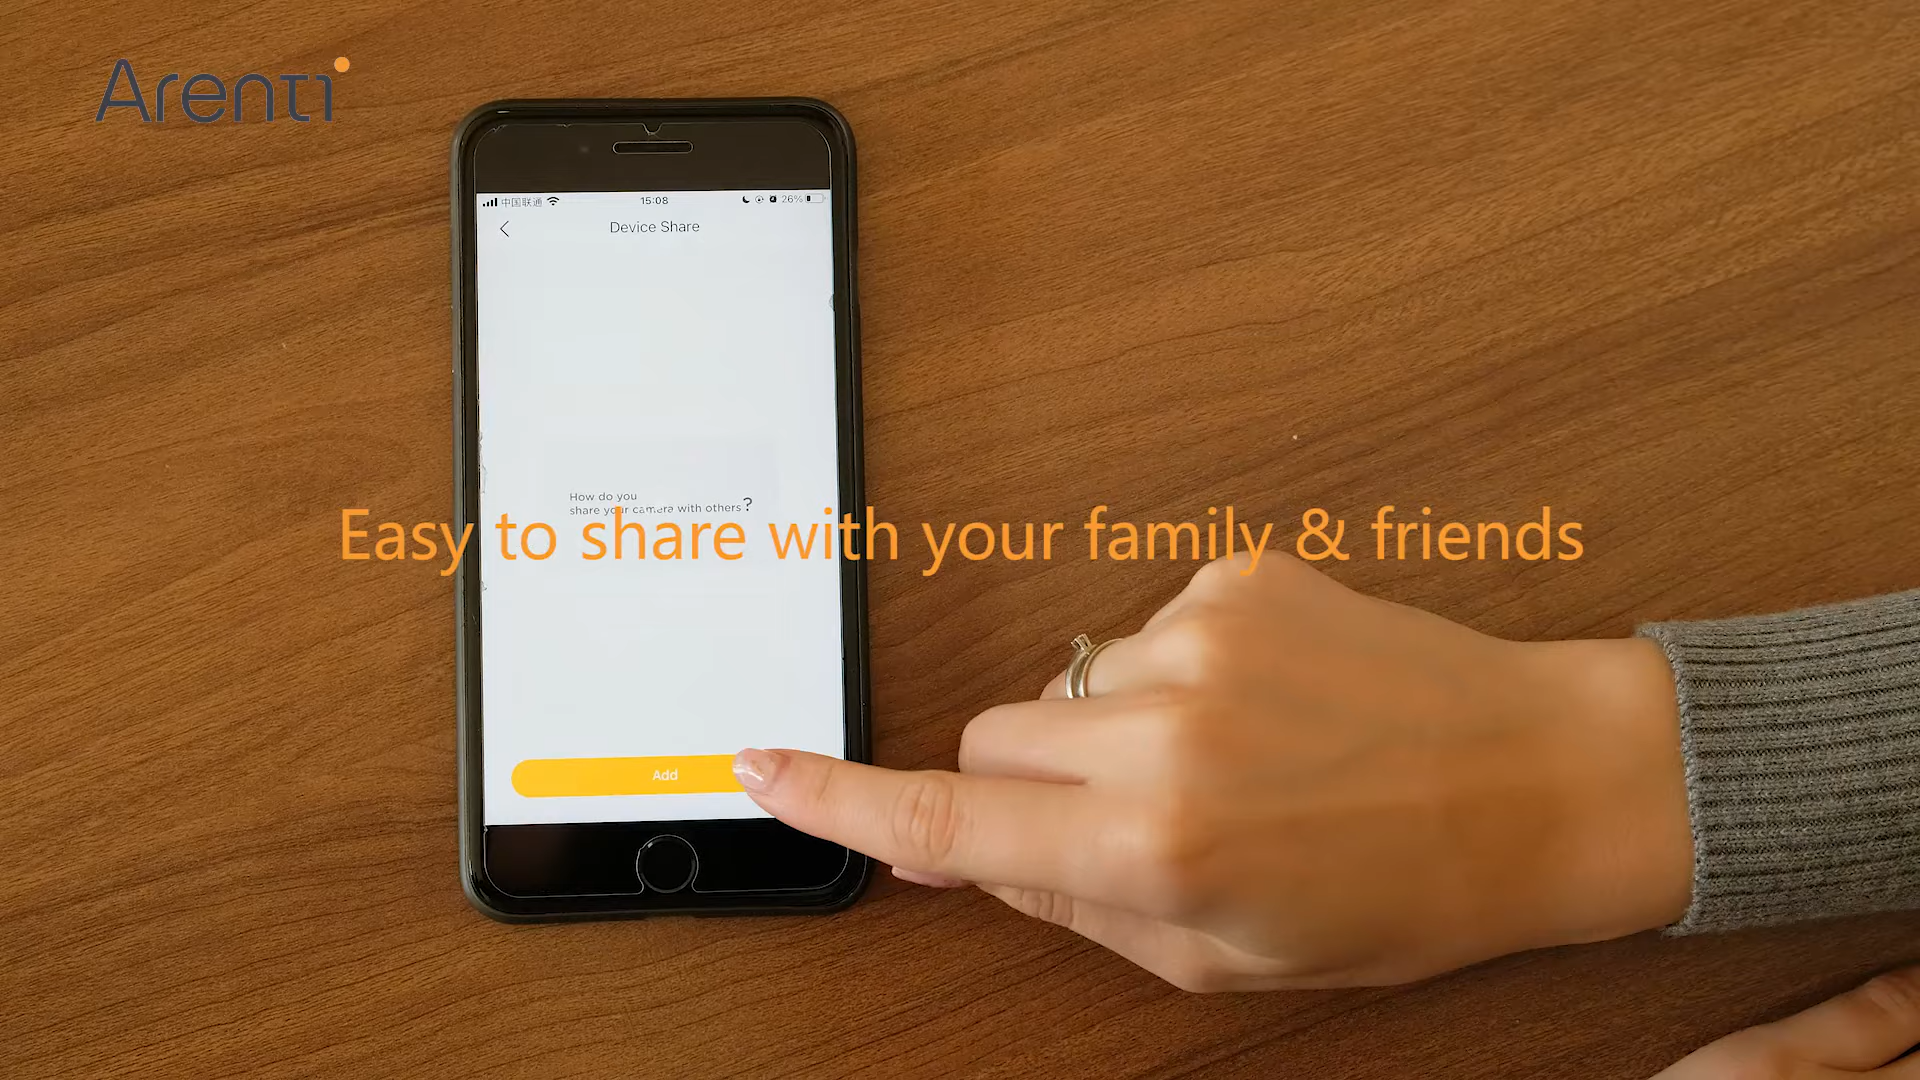 Arenti
中国联通
15:08
26%
Device Share
How do you
share your camera with others?
Easy to share with your family & friends
Add